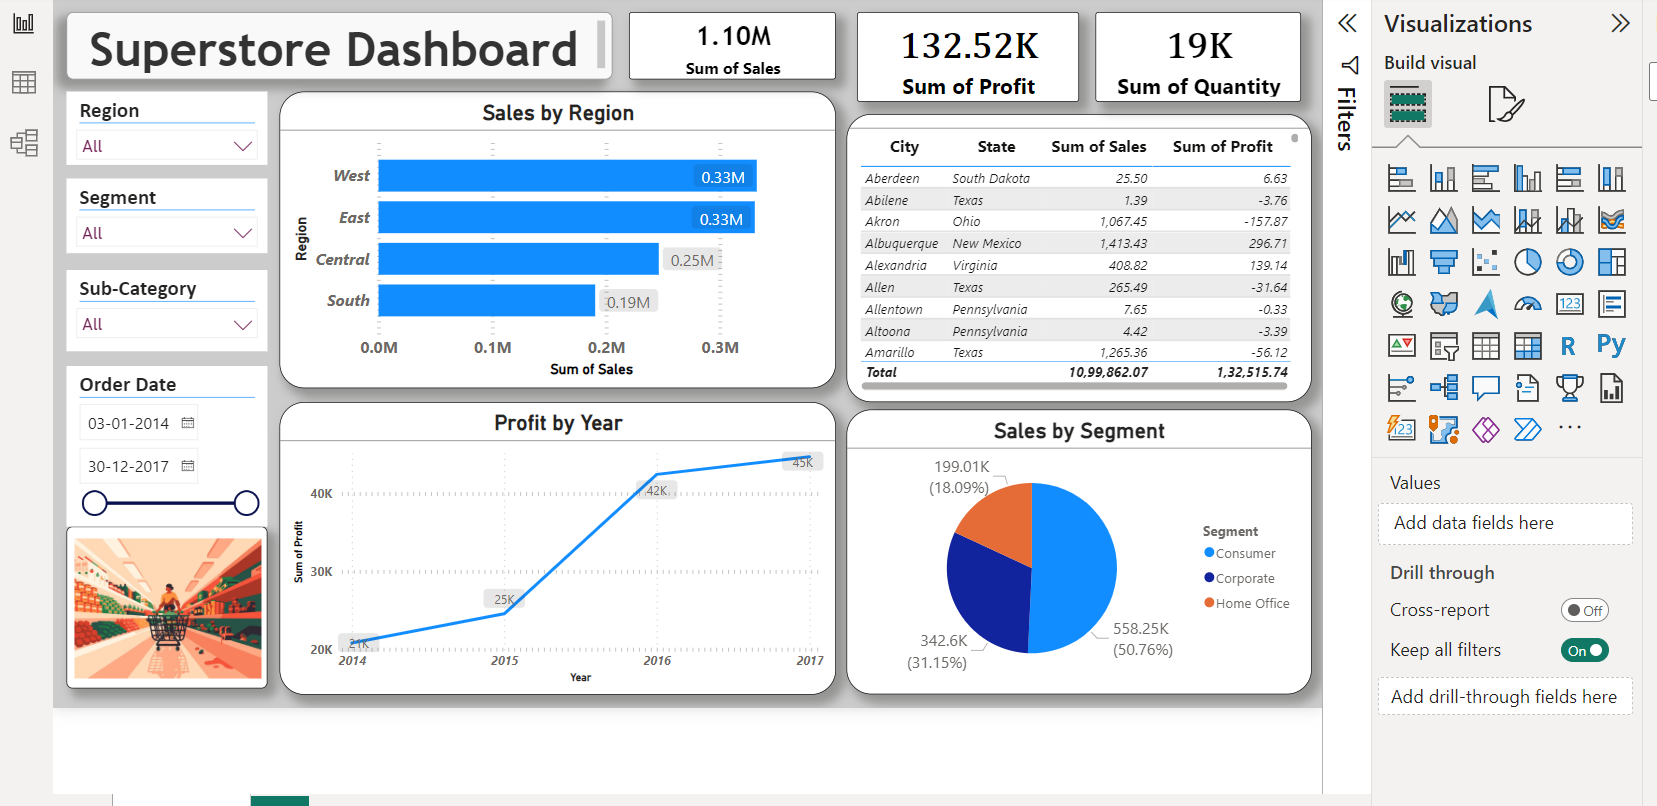 Superstore Dashboard
1.10M
Sum of Sales
132.52K
Sum of Profit
19K
Sum of Quantity
Region
All
Segment
All
Sub-Category
All
Order Date
03-01-2014
30-12-2017
Sales by Region
Region
West
0.33M
East
0.33M
Central
0.25M
South
0.19M
0.0M 0.1M 0.2M 0.3M
Sum of Sales
City State Sum of Sales Sum of Profit
Aberdeen South Dakota 25.50 6.63
Abilene Texas 1.39 -3.76
Akron Ohio 1,067.45 -157.87
Albuquerque New Mexico 1,413.43 296.71
Alexandria Virginia 408.82 139.14
Allen Texas 265.49 -31.64
Allentown Pennsylvania 7.65 -0.33
Altoona Pennsylvania 4.42 -3.39
Amarillo Texas 1,265.36 -56.12
Total 10,99,862.07 1,32,515.74
Profit by Year
Sum of Profit
40K
30K
20K
21K
25K
42K
45K
2014 2015 2016 2017
Year
Sales by Segment
199.01K
(18.09%)
342.6K
(31.15%)
558.25K
(50.76%)
Segment
Consumer
Corporate
Home Office
Filters
Visualizations
Build visual
123
R
Py
123
Values
Add data fields here
Drill through
Cross-report
Off
Keep all filters
On
Add drill-through fields here